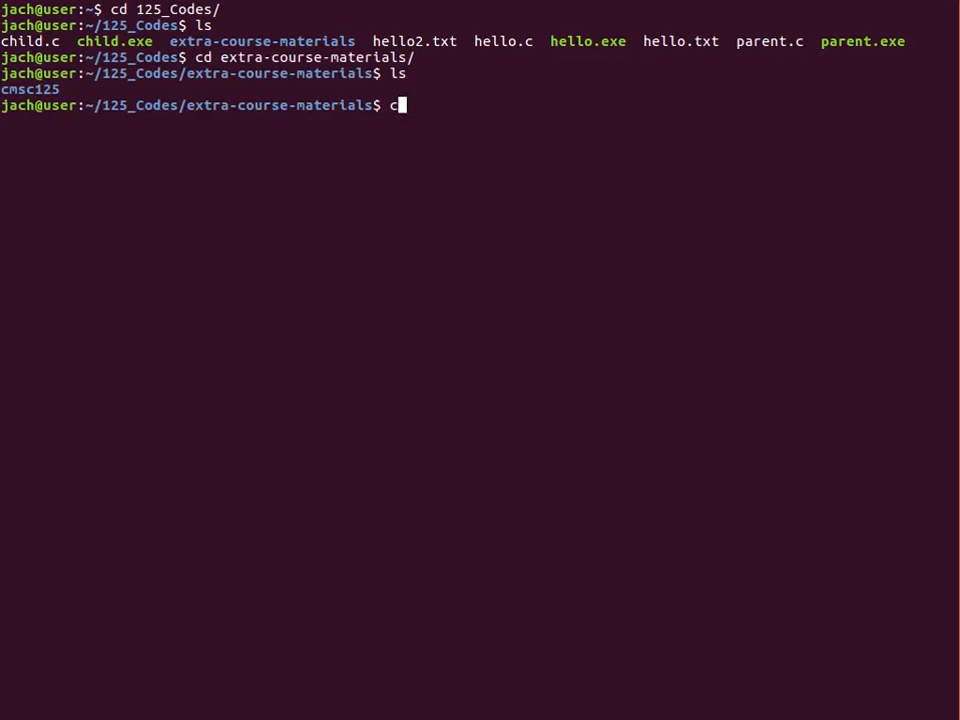 jach@user:~$ cd 125_Codes/
jach@user:~/125_Codes$ ls
child.c  child.exe  extra-course-materials  hello2.txt  hello.c  hello.exe  hello.txt  parent.c  parent.exe
jach@user:~/125_Codes$ cd extra-course-materials/
jach@user:~/125_Codes/extra-course-materials$ ls
cmsc125
jach@user:~/125_Codes/extra-course-materials$ c